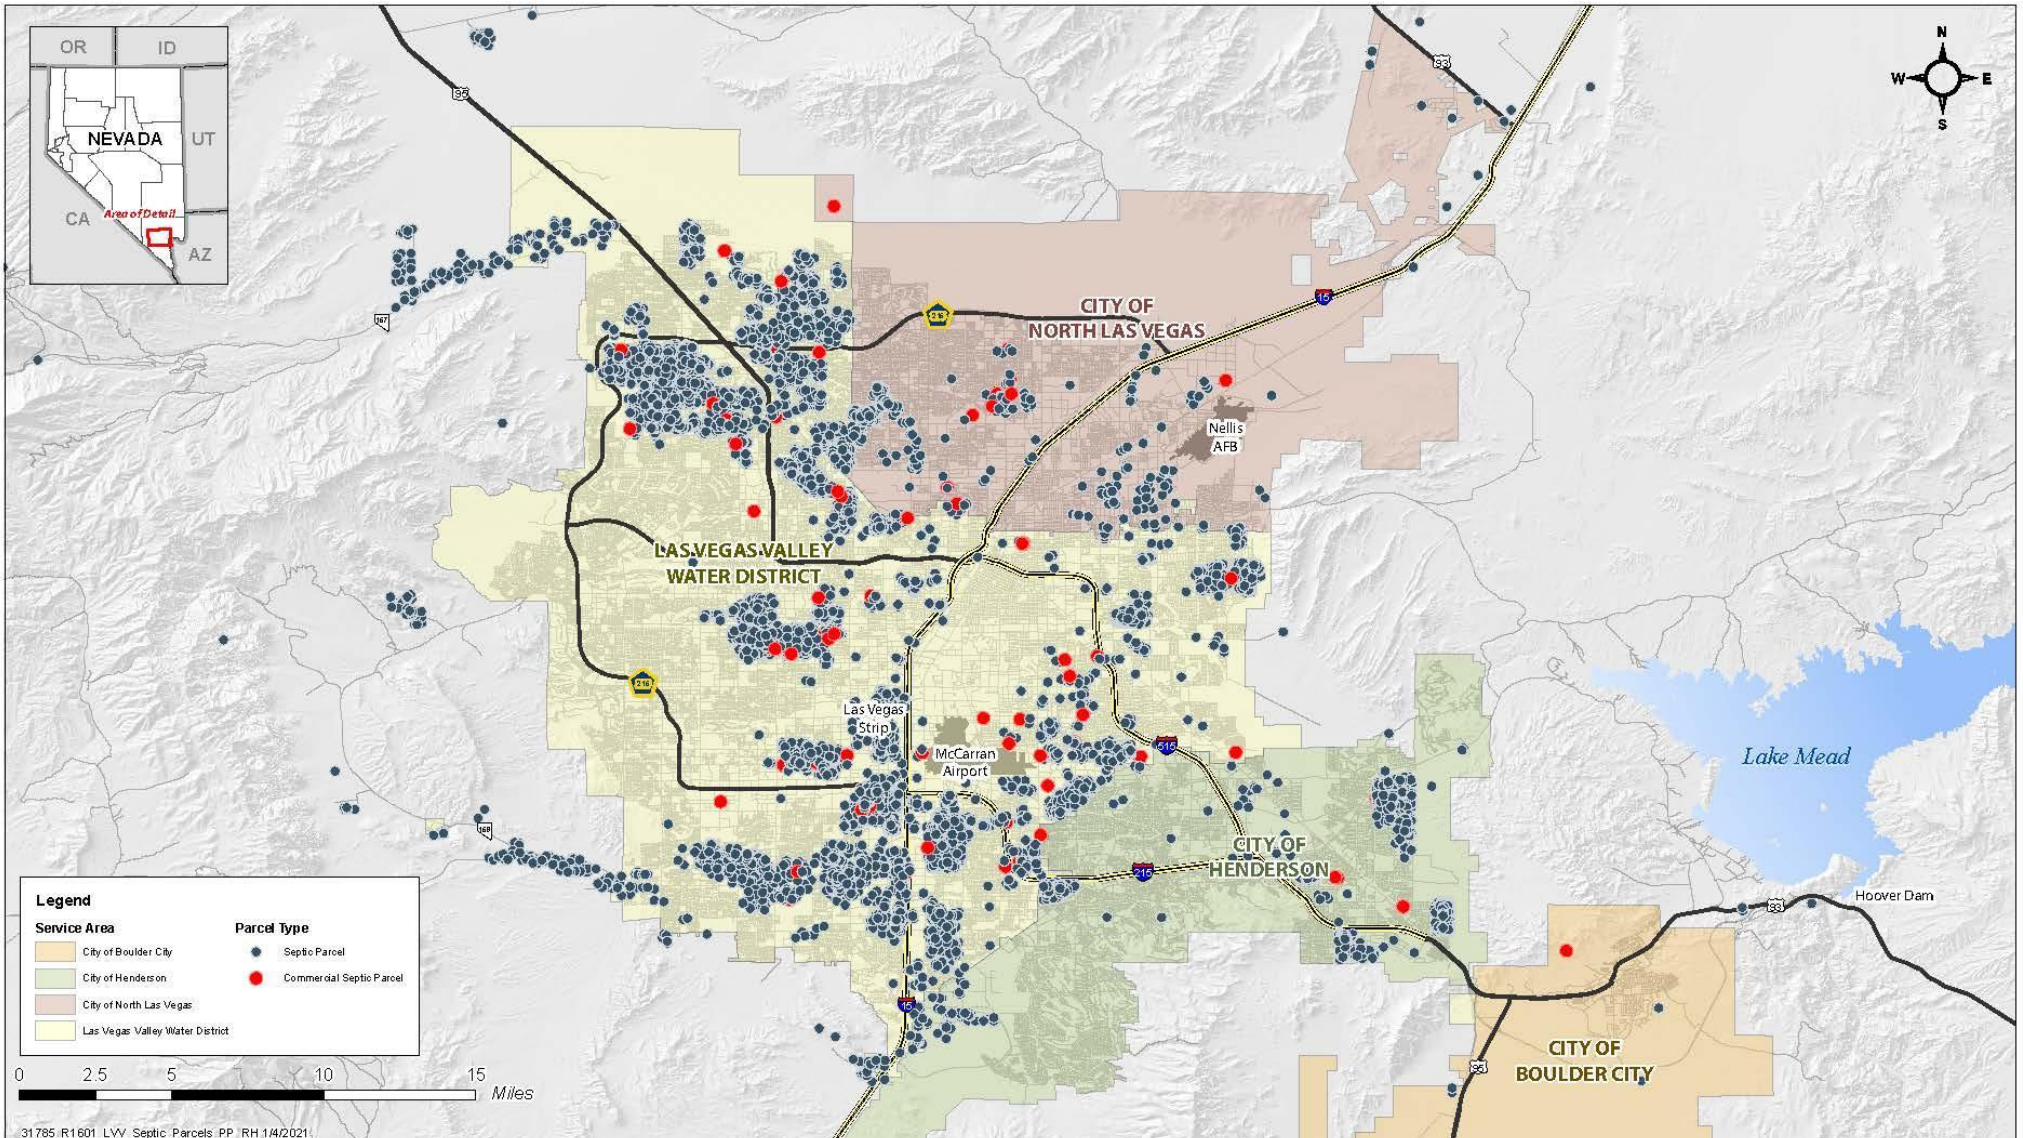 OR
ID
NEVADA
UT
CA
Area of Detail
AZ
N
W
E
S
95
93
157
215
15
CITY OF
NORTH LAS VEGAS
Nellis
AFB
LAS VEGAS VALLEY
WATER DISTRICT
215
Las Vegas
Strip
McCarran
Airport
515
Lake Mead
CITY OF
HENDERSON
215
Hoover Dam
93
15
95
CITY OF
BOULDER CITY
Legend
Service Area
City of Boulder City
City of Henderson
City of North Las Vegas
Las Vegas Valley Water District
Parcel Type
Septic Parcel
Commercial Septic Parcel
0
2.5
5
10
15
Miles
31785_R1601_LVV_Septic_Parcels_PP_RH 1/4/2021